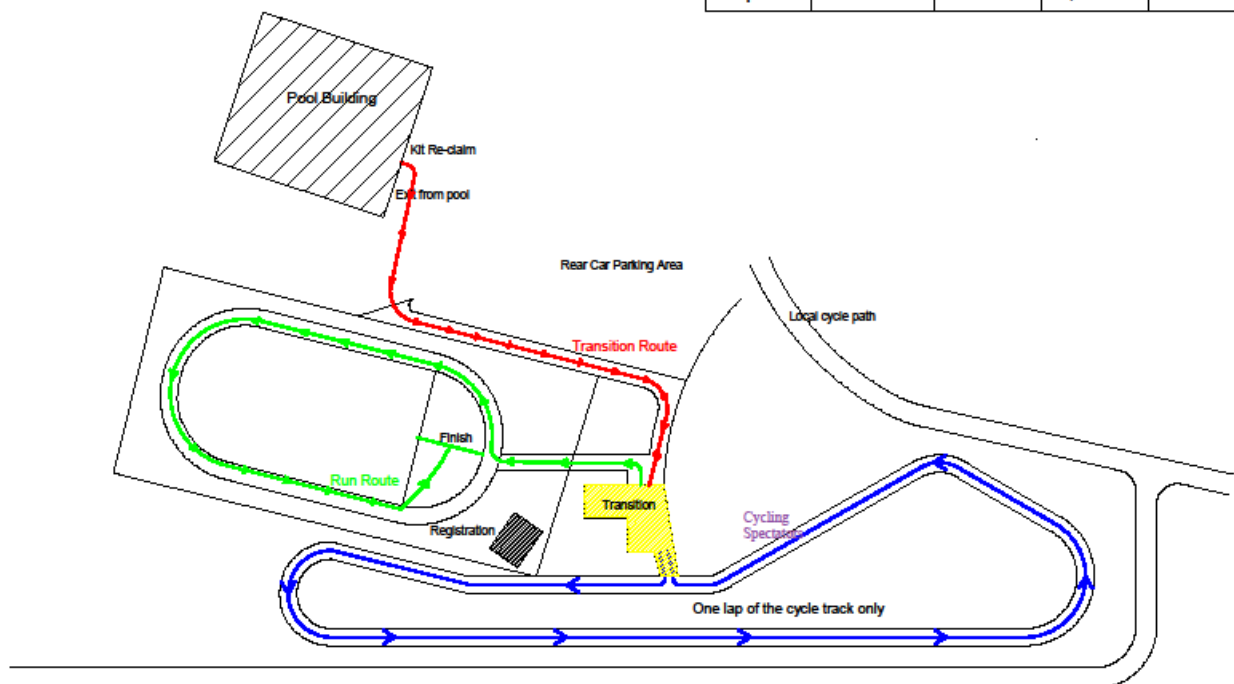 Pool Building
Kit Re-claim
Exit from pool
Rear Car Parking Area
Local cycle path
Transition Route
Finish
Run Route
Transition
Registration
Cycling
Spectators
One lap of the cycle track only